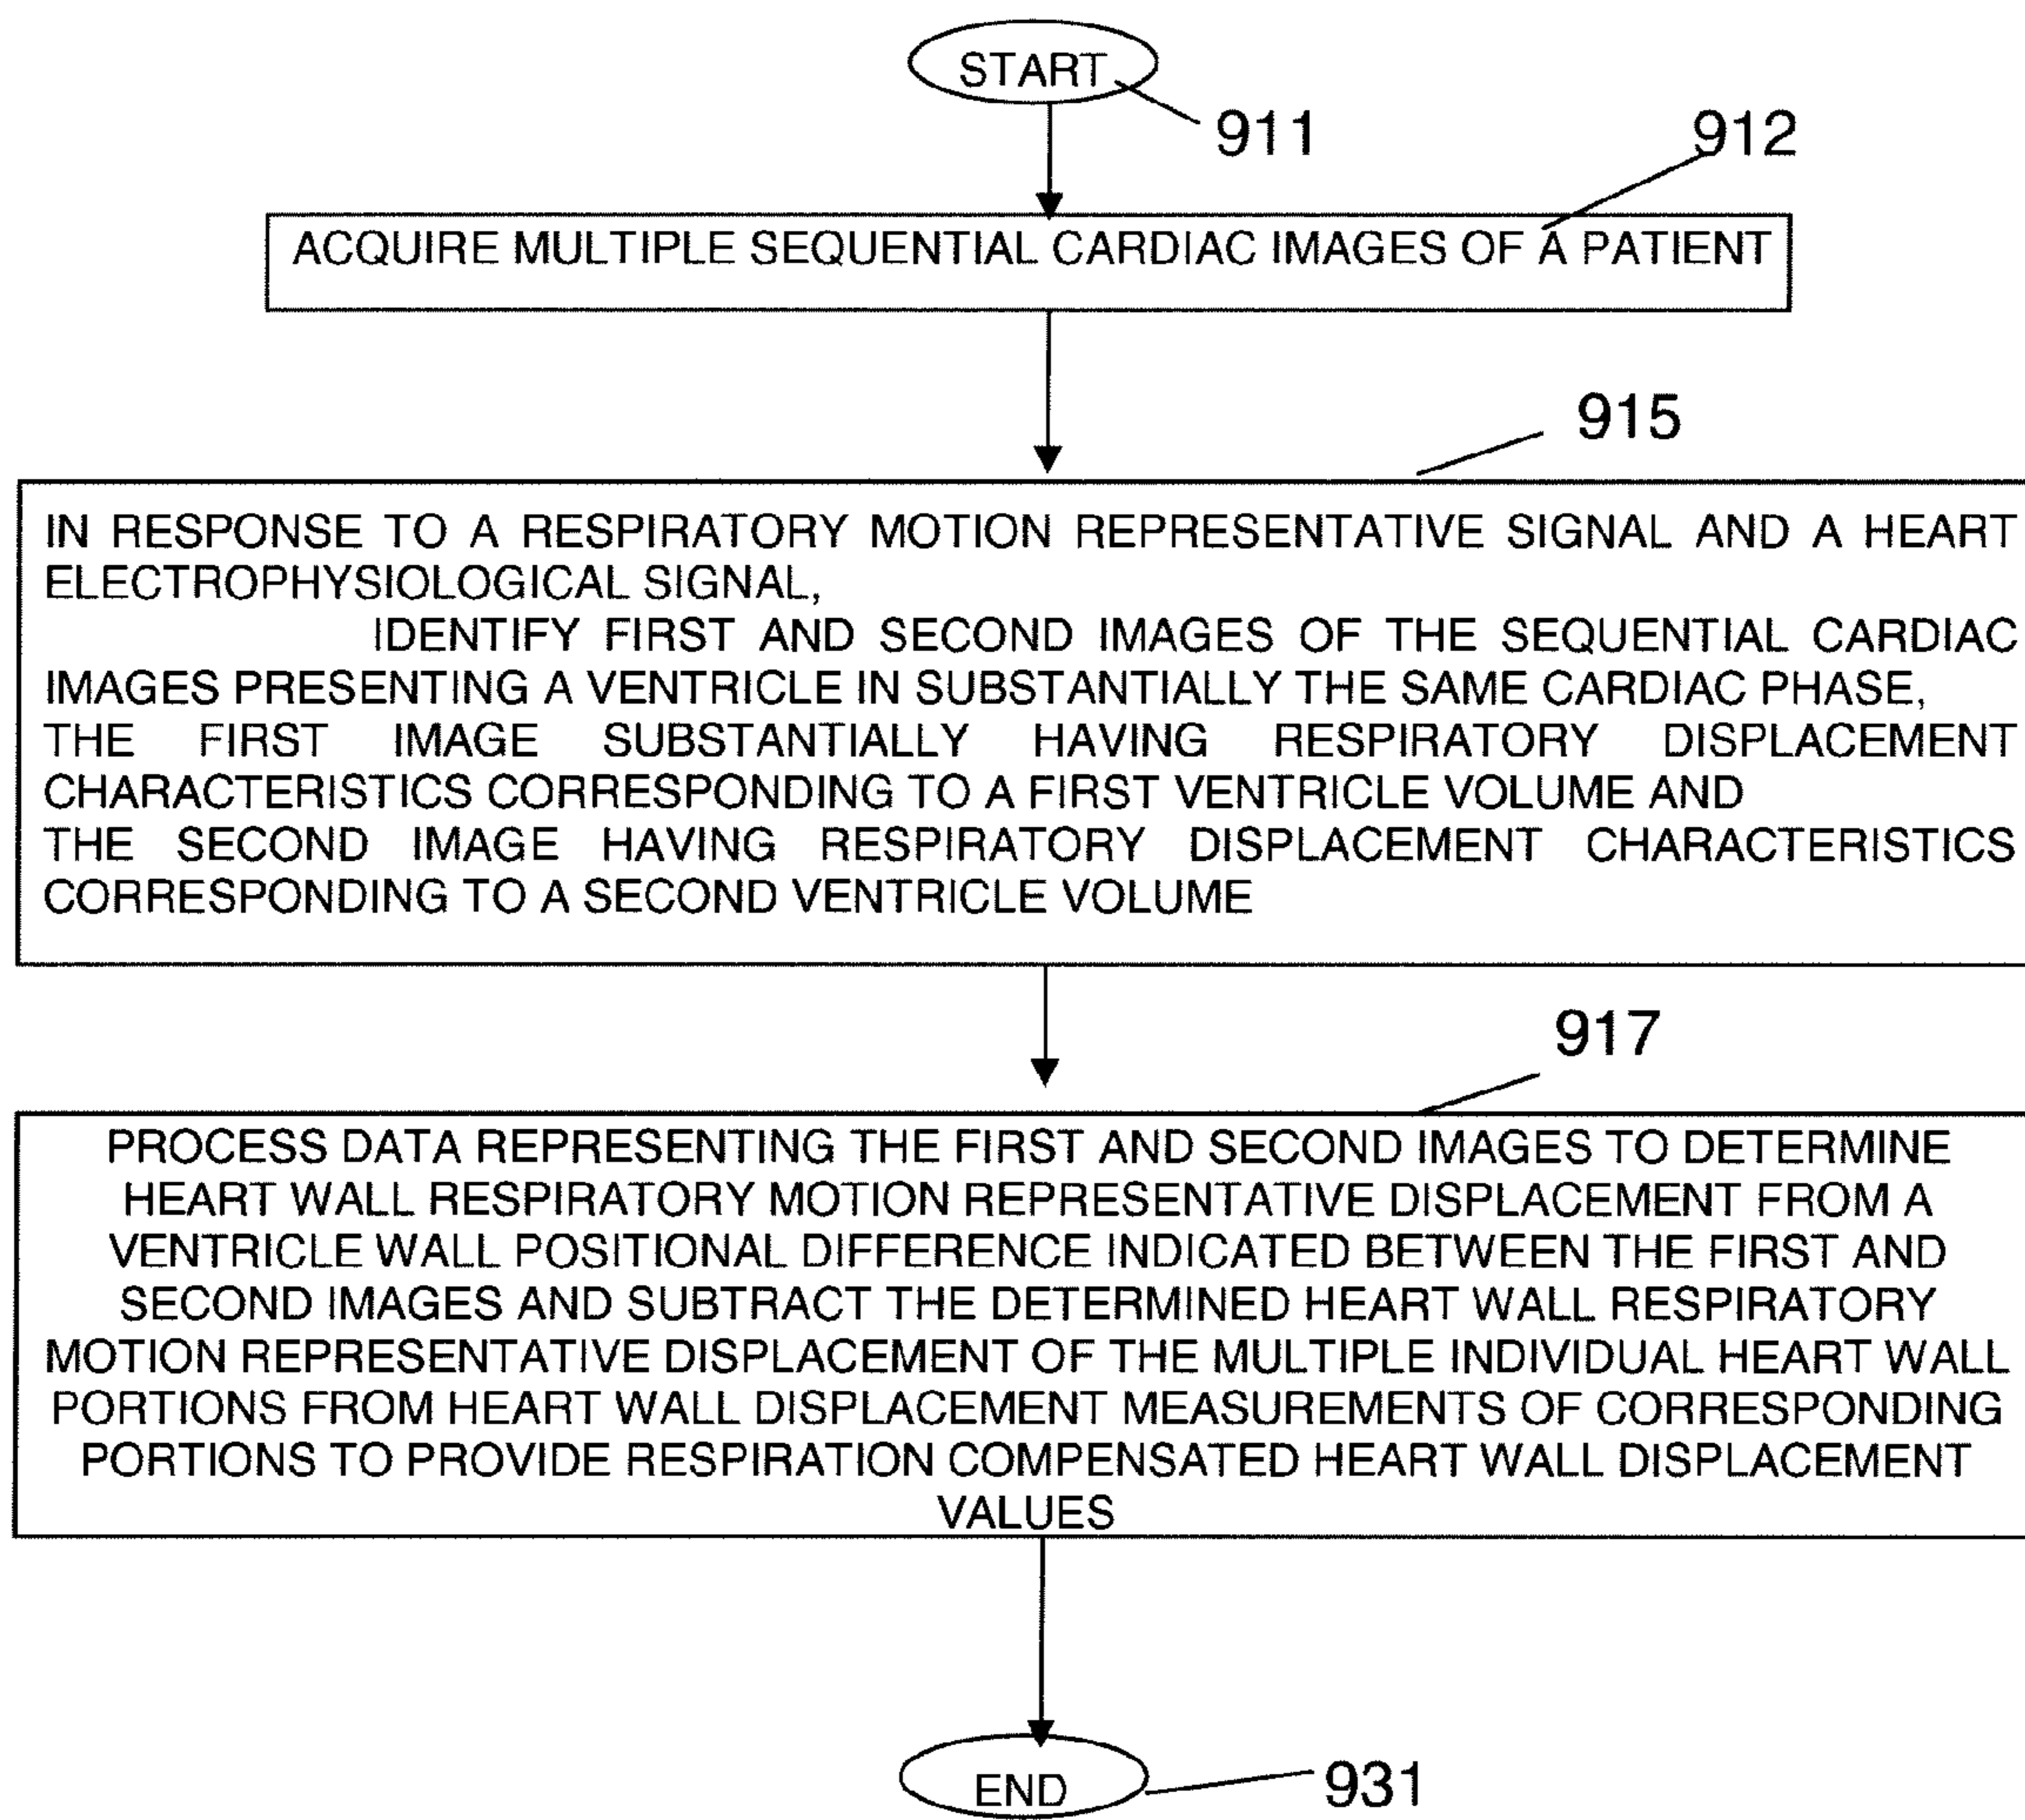 START
911
912
ACQUIRE MULTIPLE SEQUENTIAL CARDIAC IMAGES OF A PATIENT
915
IN RESPONSE TO A RESPIRATORY MOTION REPRESENTATIVE SIGNAL AND A HEART
ELECTROPHYSIOLOGICAL SIGNAL,
IDENTIFY FIRST AND SECOND IMAGES OF THE SEQUENTIAL CARDIAC
IMAGES PRESENTING A VENTRICLE IN SUBSTANTIALLY THE SAME CARDIAC PHASE,
THE FIRST IMAGE SUBSTANTIALLY HAVING RESPIRATORY DISPLACEMENT
CHARACTERISTICS CORRESPONDING TO A FIRST VENTRICLE VOLUME AND
THE SECOND IMAGE HAVING RESPIRATORY DISPLACEMENT CHARACTERISTICS
CORRESPONDING TO A SECOND VENTRICLE VOLUME
917
PROCESS DATA REPRESENTING THE FIRST AND SECOND IMAGES TO DETERMINE
HEART WALL RESPIRATORY MOTION REPRESENTATIVE DISPLACEMENT FROM A
VENTRICLE WALL POSITIONAL DIFFERENCE INDICATED BETWEEN THE FIRST AND
SECOND IMAGES AND SUBTRACT THE DETERMINED HEART WALL RESPIRATORY
MOTION REPRESENTATIVE DISPLACEMENT OF THE MULTIPLE INDIVIDUAL HEART WALL
PORTIONS FROM HEART WALL DISPLACEMENT MEASUREMENTS OF CORRESPONDING
PORTIONS TO PROVIDE RESPIRATION COMPENSATED HEART WALL DISPLACEMENT
VALUES
END
931